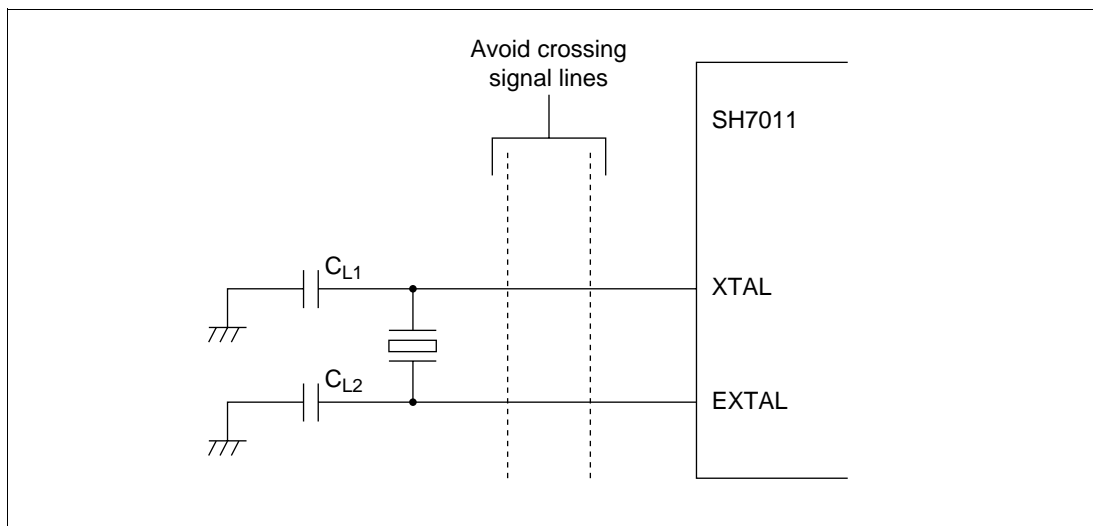 Avoid crossing
signal lines
SH7011
CL1
XTAL
CL2
EXTAL